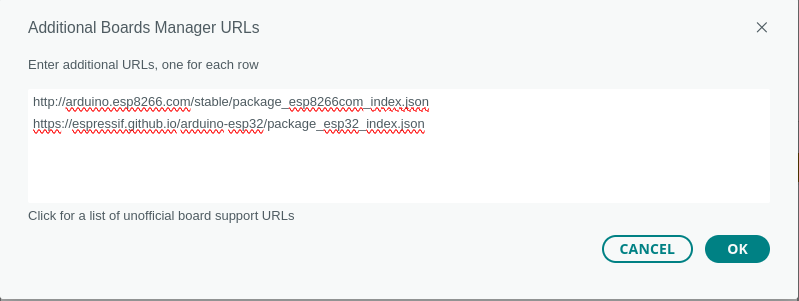 Additional Boards Manager URLs
Enter additional URLs, one for each row
http://arduino.esp8266.com/stable/package_esp8266com_index.json
https://espressif.github.io/arduino-esp32/package_esp32_index.json
Click for a list of unofficial board support URLs
CANCEL OK